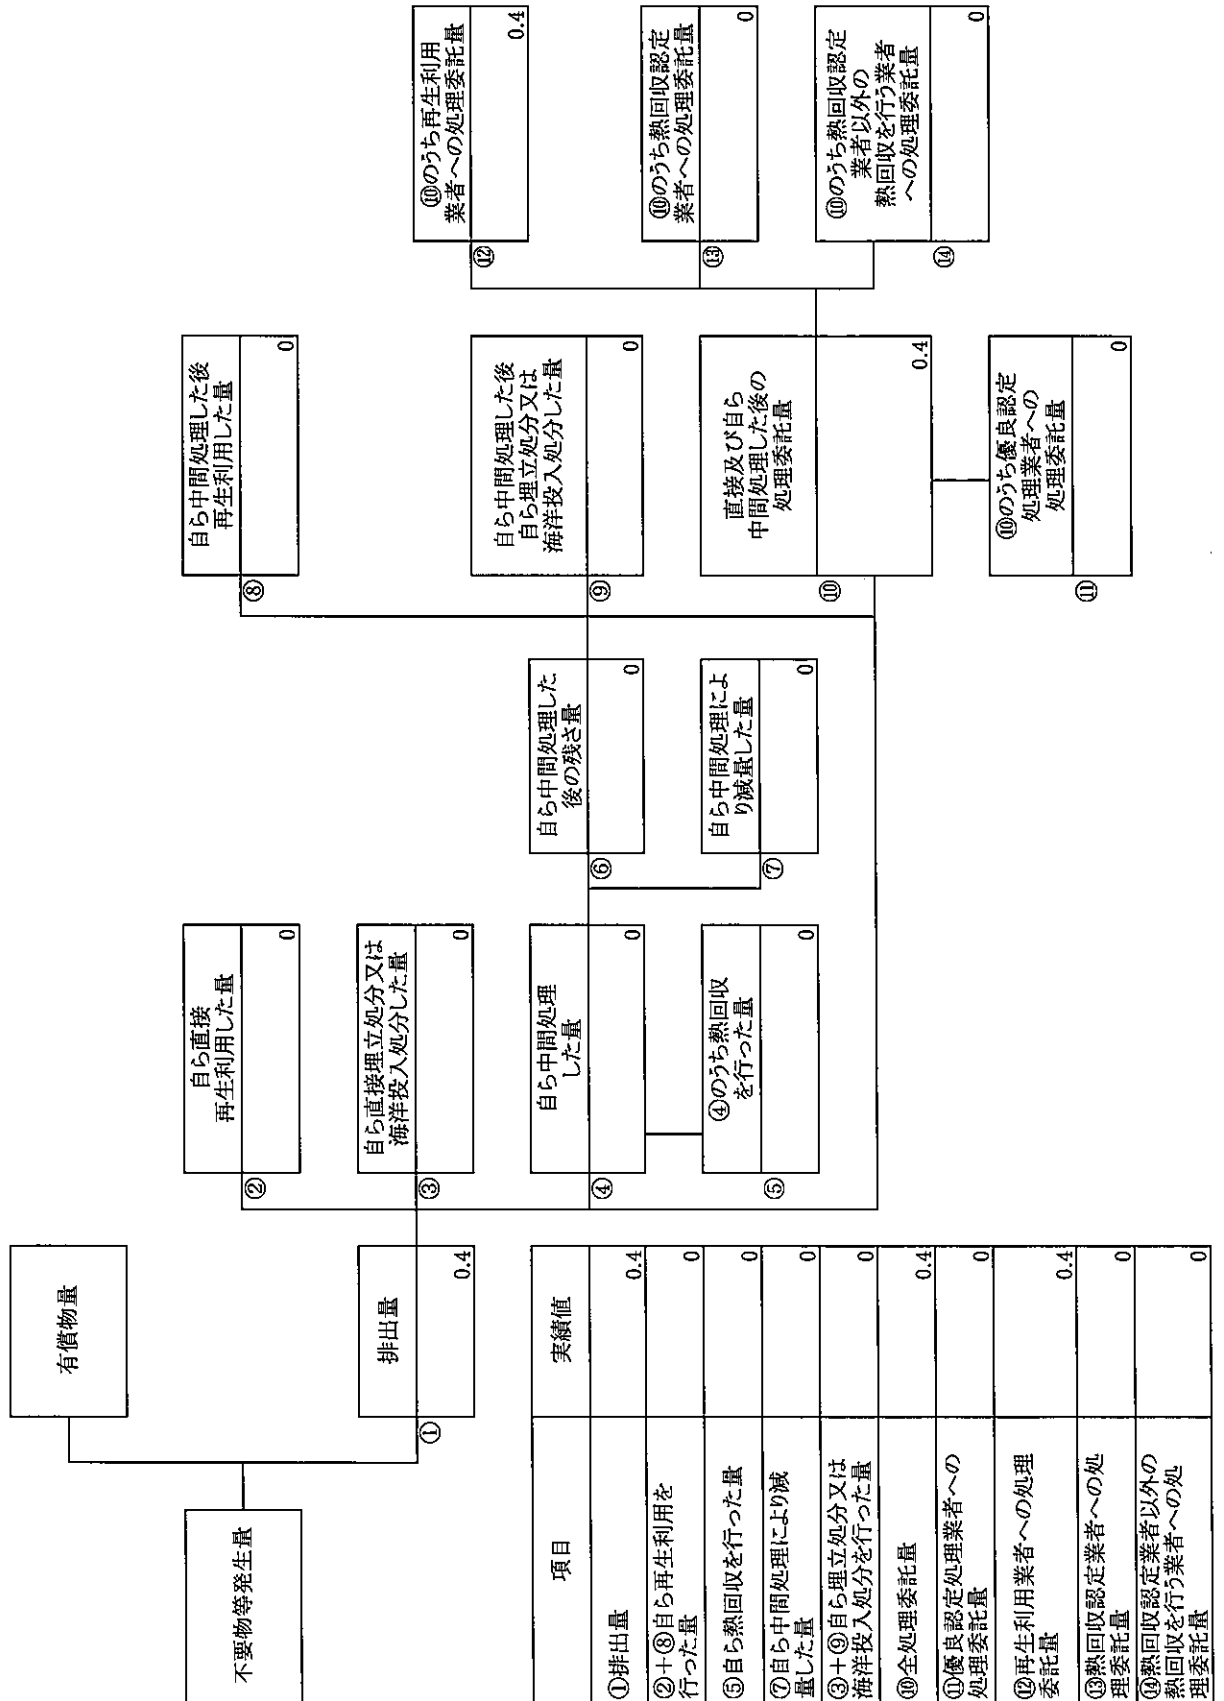 不要物等発生量
有償物量
①
排出量
0.4
②
自ら直接
再生利用した量
0
③
自ら直接埋立処分又は
海洋投入処分した量
0
④
自ら中間処理
した量
0
⑤
④のうち熱回収
を行った量
0
⑥
自ら中間処理した
後の残さ量
0
⑦
自ら中間処理によ
り減量した量
0
⑧
自ら中間処理した後
再生利用した量
0
⑨
自ら中間処理した後
自ら埋立処分又は
海洋投入処分した量
0
⑩
直接及び自ら
中間処理した後の
処理委託量
0.4
⑪
⑩のうち優良認定
処理業者への
処理委託量
0
⑫
⑩のうち再生利用
業者への処理委託量
0.4
⑬
⑩のうち熱回収認定
業者への処理委託量
0
⑭
⑩のうち熱回収認定
業者以外の
熱回収を行う業者
への処理委託量
0
項目 実績値
①排出量 0.4
②+⑧自ら再生利用を
行った量 0
⑤自ら熱回収を行った量 0
⑦自ら中間処理により減
量した量 0
③+⑨自ら埋立処分又は
海洋投入処分を行った量 0
⑩全処理委託量 0.4
⑪優良認定処理業者への
処理委託量 0
⑫再生利用業者への処理
委託量 0.4
⑬熱回収認定業者への処
理委託量 0
⑭熱回収認定業者以外の
熱回収を行う業者への処
理委託量 0